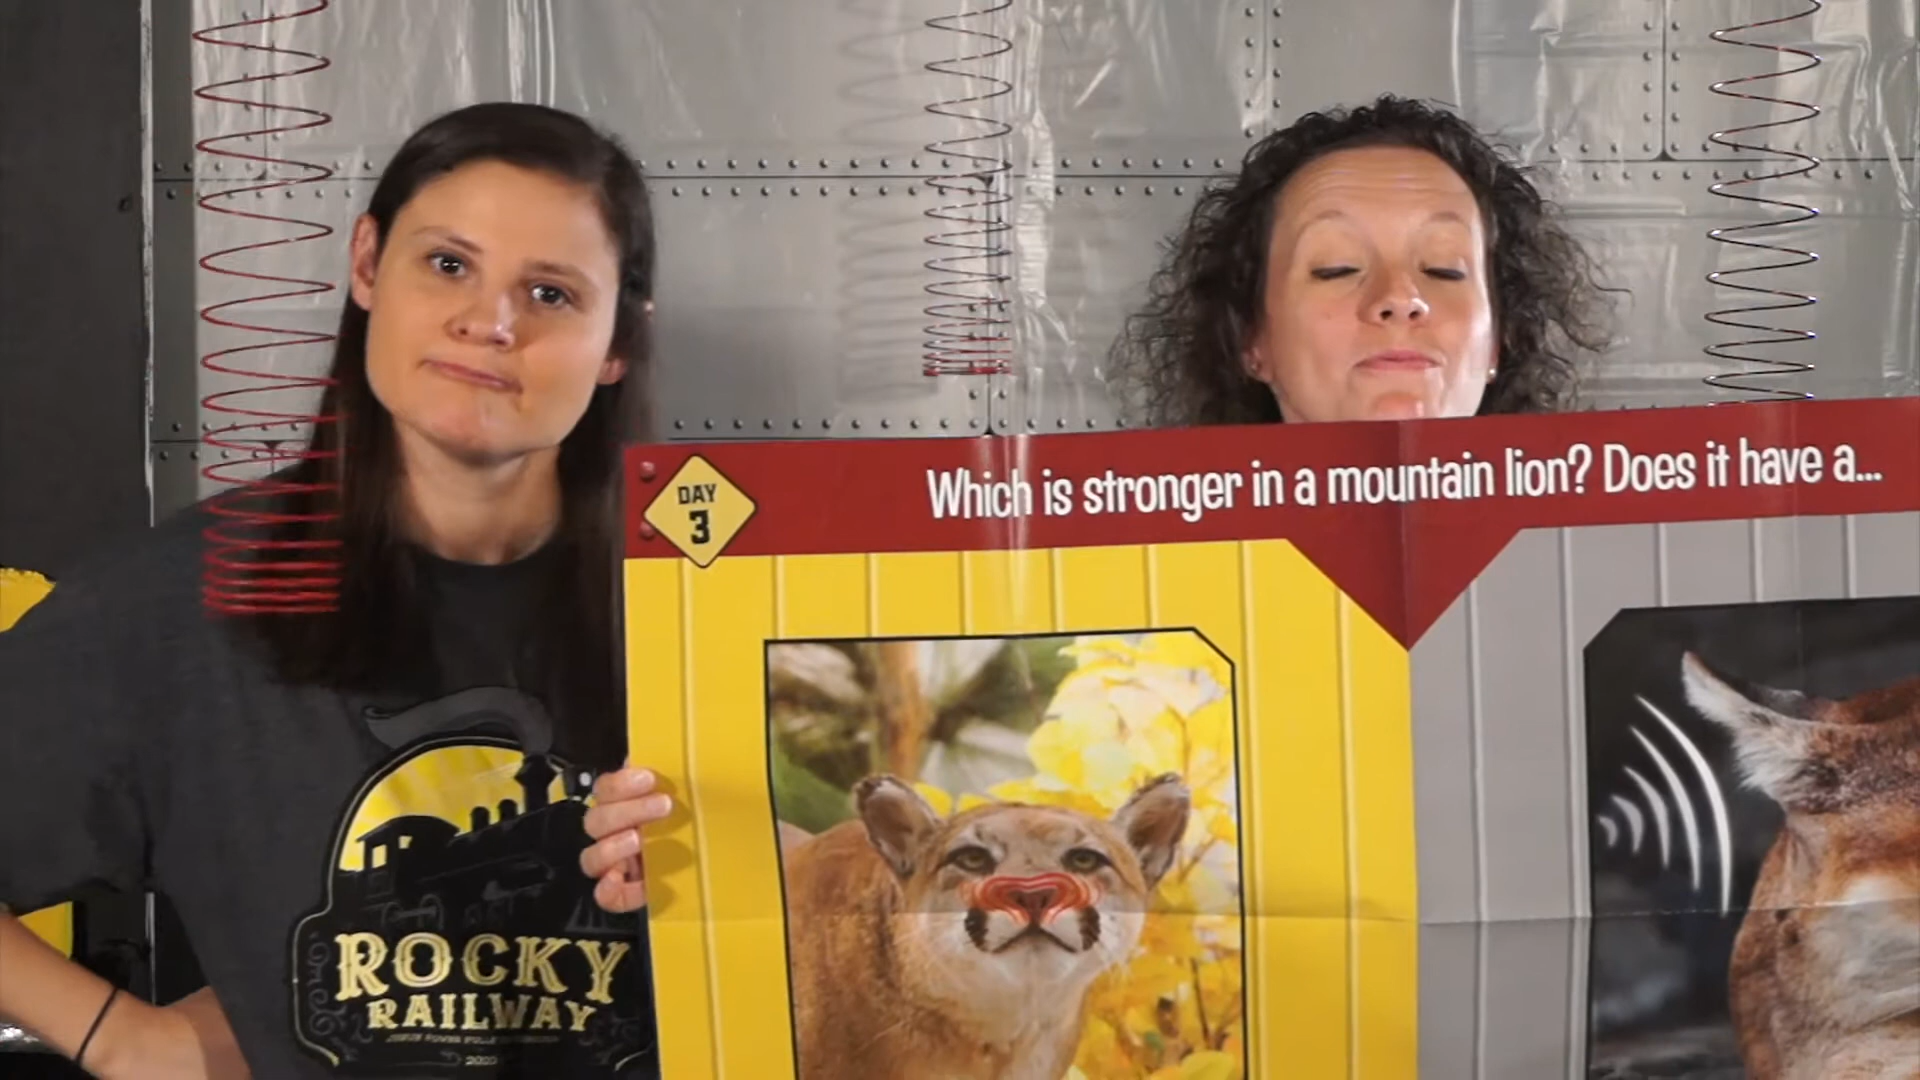 Which is stronger in a mountain lion? Does it have a...
DAY
3
ROCKY
RAILWAY